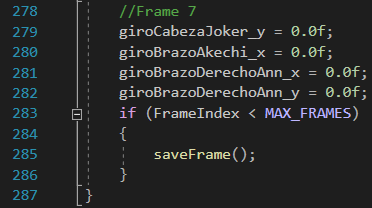 278 //Frame 7
279 giroCabezaJoker_y = 0.0f;
280 giroBrazoAkechi_x = 0.0f;
281 giroBrazoDerechoAnn_x = 0.0f;
282 giroBrazoDerechoAnn_y = 0.0f;
283 if (FrameIndex < MAX_FRAMES)
284 {
285 saveFrame();
286 }
287 }